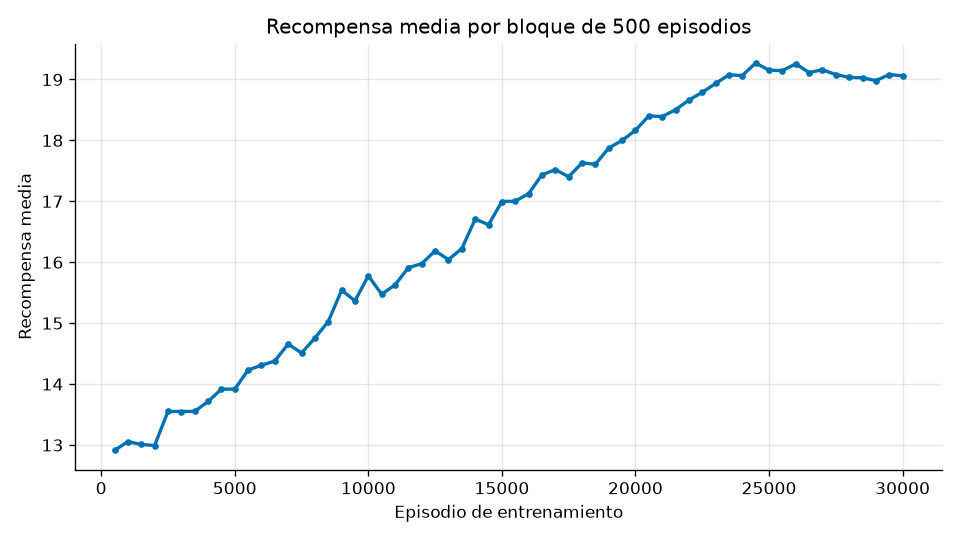 Recompensa media por bloque de 500 episodios
Recompensa media
19
18
17
16
15
14
13
0 5000 10000 15000 20000 25000 30000
Episodio de entrenamiento